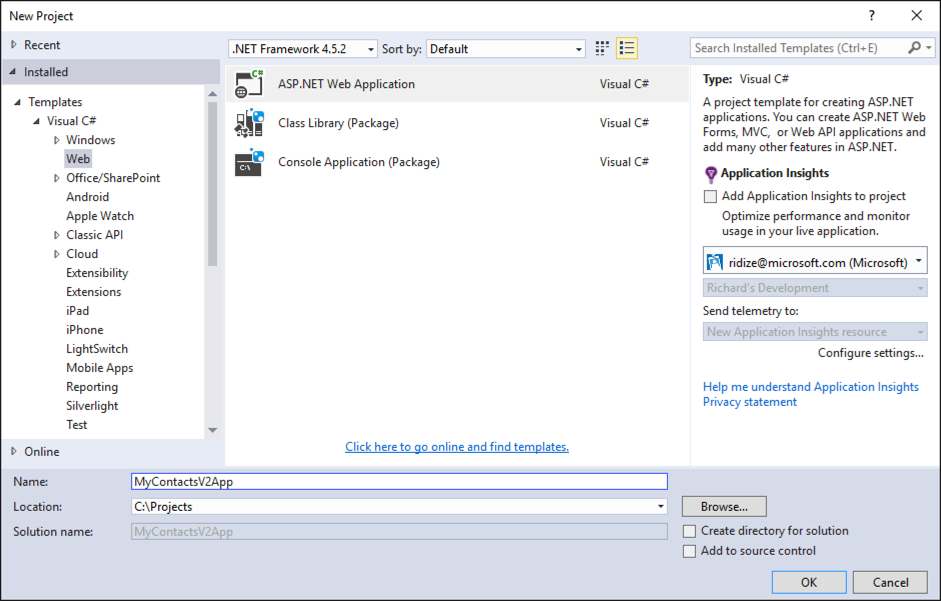 New Project
Recent
.NET Framework 4.5.2
Sort by:
Default
Search Installed Templates (Ctrl+E)
Installed
Templates
Visual C#
Windows
Web
Office/SharePoint
Android
Apple Watch
Classic API
Cloud
Extensibility
Extensions
iPad
iPhone
LightSwitch
Mobile Apps
Reporting
Silverlight
Test
Online
ASP.NET Web Application Visual C#
Class Library (Package) Visual C#
Console Application (Package) Visual C#
Click here to go online and find templates.
Type: Visual C#
A project template for creating ASP.NET
applications. You can create ASP.NET Web
Forms, MVC, or Web API applications and
add many other features in ASP.NET.
Application Insights
Add Application Insights to project
Optimize performance and monitor
usage in your live application.
ridize@microsoft.com (Microsoft)
Richard's Development
Send telemetry to:
New Application Insights resource
Configure settings...
Help me understand Application Insights
Privacy statement
Name: MyContactsV2App
Location: C:\Projects
Browse...
Solution name: MyContactsV2App
Create directory for solution
Add to source control
OK
Cancel